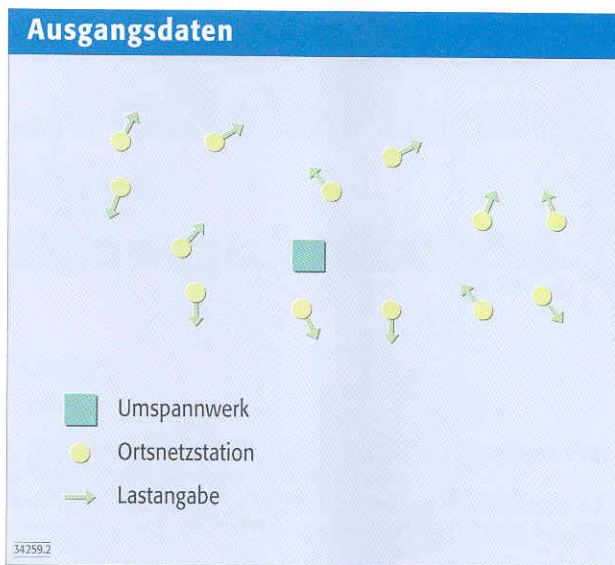 Ausgangsdaten
Umspannwerk
Ortsnetzstation
Lastangabe
34259.2